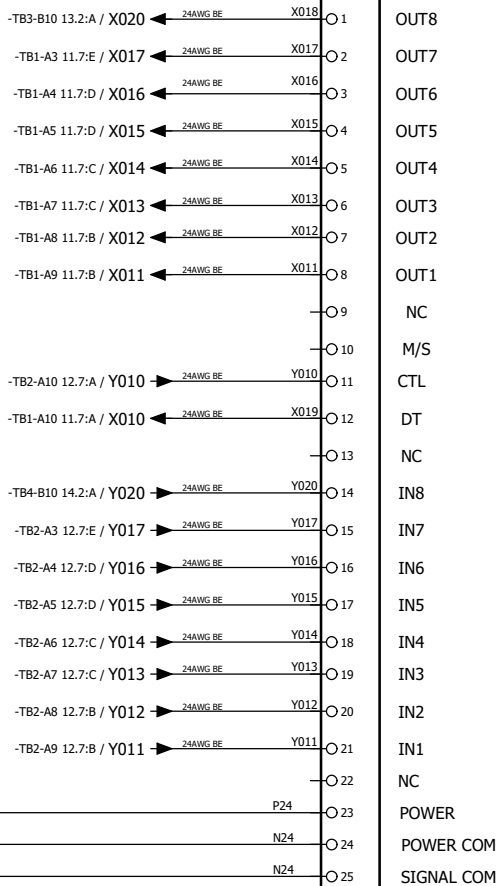 -TB3-B10 13.2:A / X020 24AWG BE X018 1 OUT8
-TB1-A3 11.7:E / X017 24AWG BE X017 2 OUT7
-TB1-A4 11.7:D / X016 24AWG BE X016 3 OUT6
-TB1-A5 11.7:D / X015 24AWG BE X015 4 OUT5
-TB1-A6 11.7:C / X014 24AWG BE X014 5 OUT4
-TB1-A7 11.7:C / X013 24AWG BE X013 6 OUT3
-TB1-A8 11.7:B / X012 24AWG BE X012 7 OUT2
-TB1-A9 11.7:B / X011 24AWG BE X011 8 OUT1
9 NC
10 M/S
-TB2-A10 12.7:A / Y010 24AWG BE Y010 11 CTL
-TB1-A10 11.7:A / X010 24AWG BE X019 12 DT
13 NC
-TB4-B10 14.2:A / Y020 24AWG BE Y020 14 IN8
-TB2-A3 12.7:E / Y017 24AWG BE Y017 15 IN7
-TB2-A4 12.7:D / Y016 24AWG BE Y016 16 IN6
-TB2-A5 12.7:D / Y015 24AWG BE Y015 17 IN5
-TB2-A6 12.7:C / Y014 24AWG BE Y014 18 IN4
-TB2-A7 12.7:C / Y013 24AWG BE Y013 19 IN3
-TB2-A8 12.7:B / Y012 24AWG BE Y012 20 IN2
-TB2-A9 12.7:B / Y011 24AWG BE Y011 21 IN1
22 NC
P24 23 POWER
N24 24 POWER COM
N24 25 SIGNAL COM